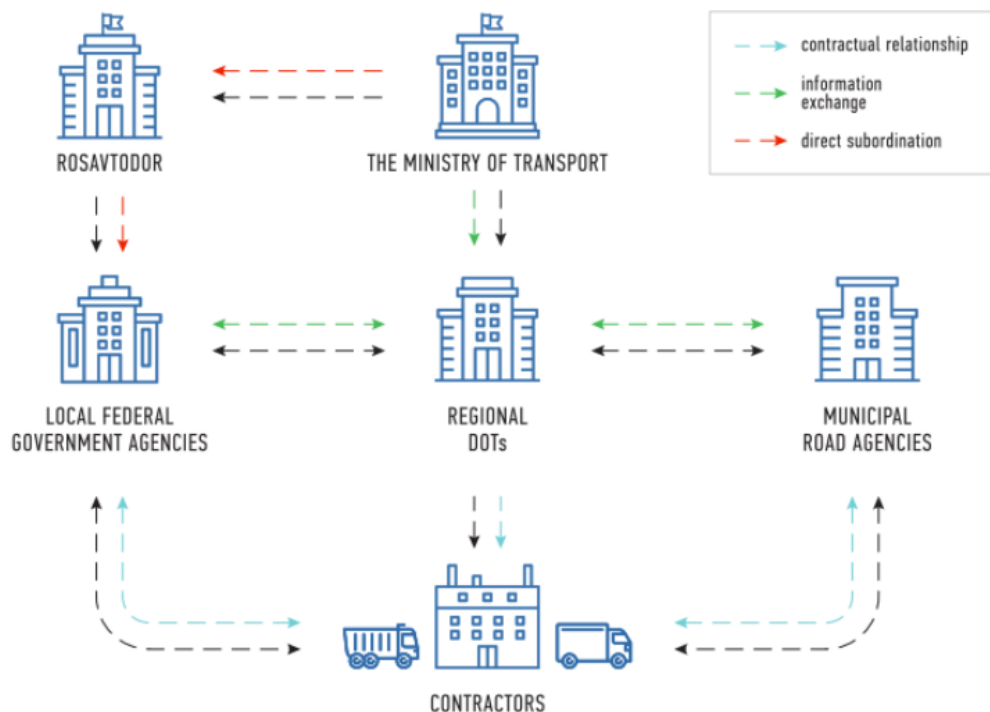 contractual relationship
information
exchange
direct subordination
ROSAVTODOR
THE MINISTRY OF TRANSPORT
LOCAL FEDERAL
GOVERNMENT AGENCIES
REGIONAL
DOTs
MUNICIPAL
ROAD AGENCIES
CONTRACTORS